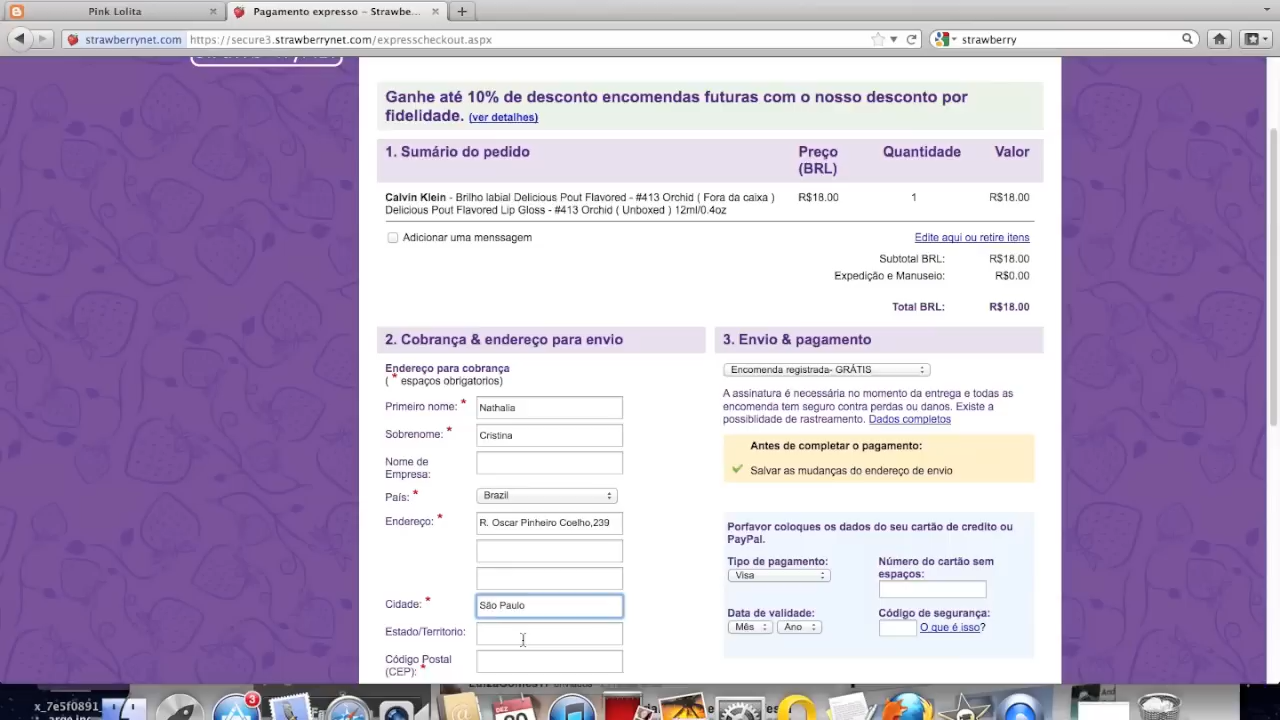 Pink Lolita
Pagamento expresso – Strawbe...
strawberrynet.com
https://secure3.strawberrynet.com/expresscheckout.aspx
strawberry
Ganhe até 10% de desconto encomendas futuras com o nosso desconto por
fidelidade. (ver detalhes)
1. Sumário do pedido
Preço
(BRL)
Quantidade
Valor
Calvin Klein - Brilho labial Delicious Pout Flavored - #413 Orchid ( Fora da caixa )
Delicious Pout Flavored Lip Gloss - #413 Orchid ( Unboxed ) 12ml/0.4oz
R$18.00
1
R$18.00
Adicionar uma menssagem
Edite aqui ou retire itens
Subtotal BRL: R$18.00
Expedição e Manuseio: R$0.00
Total BRL: R$18.00
2. Cobrança & endereço para envio
Endereço para cobrança
( * espaços obrigatorios)
Primeiro nome: * Nathalia
Sobrenome: * Cristina
Nome de
Empresa:
País: * Brazil
Endereço: * R. Oscar Pinheiro Coelho,239
Cidade: * São Paulo
Estado/Territorio:
Código Postal
(CEP): *
3. Envio & pagamento
Encomenda registrada- GRÁTIS
A assinatura é necessária no momento da entrega e todas as
encomenda tem seguro contra perdas ou danos. Existe a
possiblidade de rastreamento. Dados completos
Antes de completar o pagamento:
Salvar as mudanças do endereço de envio
Porfavor coloques os dados do seu cartão de credito ou
PayPal.
Tipo de pagamento:
Visa
Número do cartão sem
espaços:
Data de validade:
Mês Ano
Código de segurança:
O que é isso?
x_7e5f0891
3
DEZ